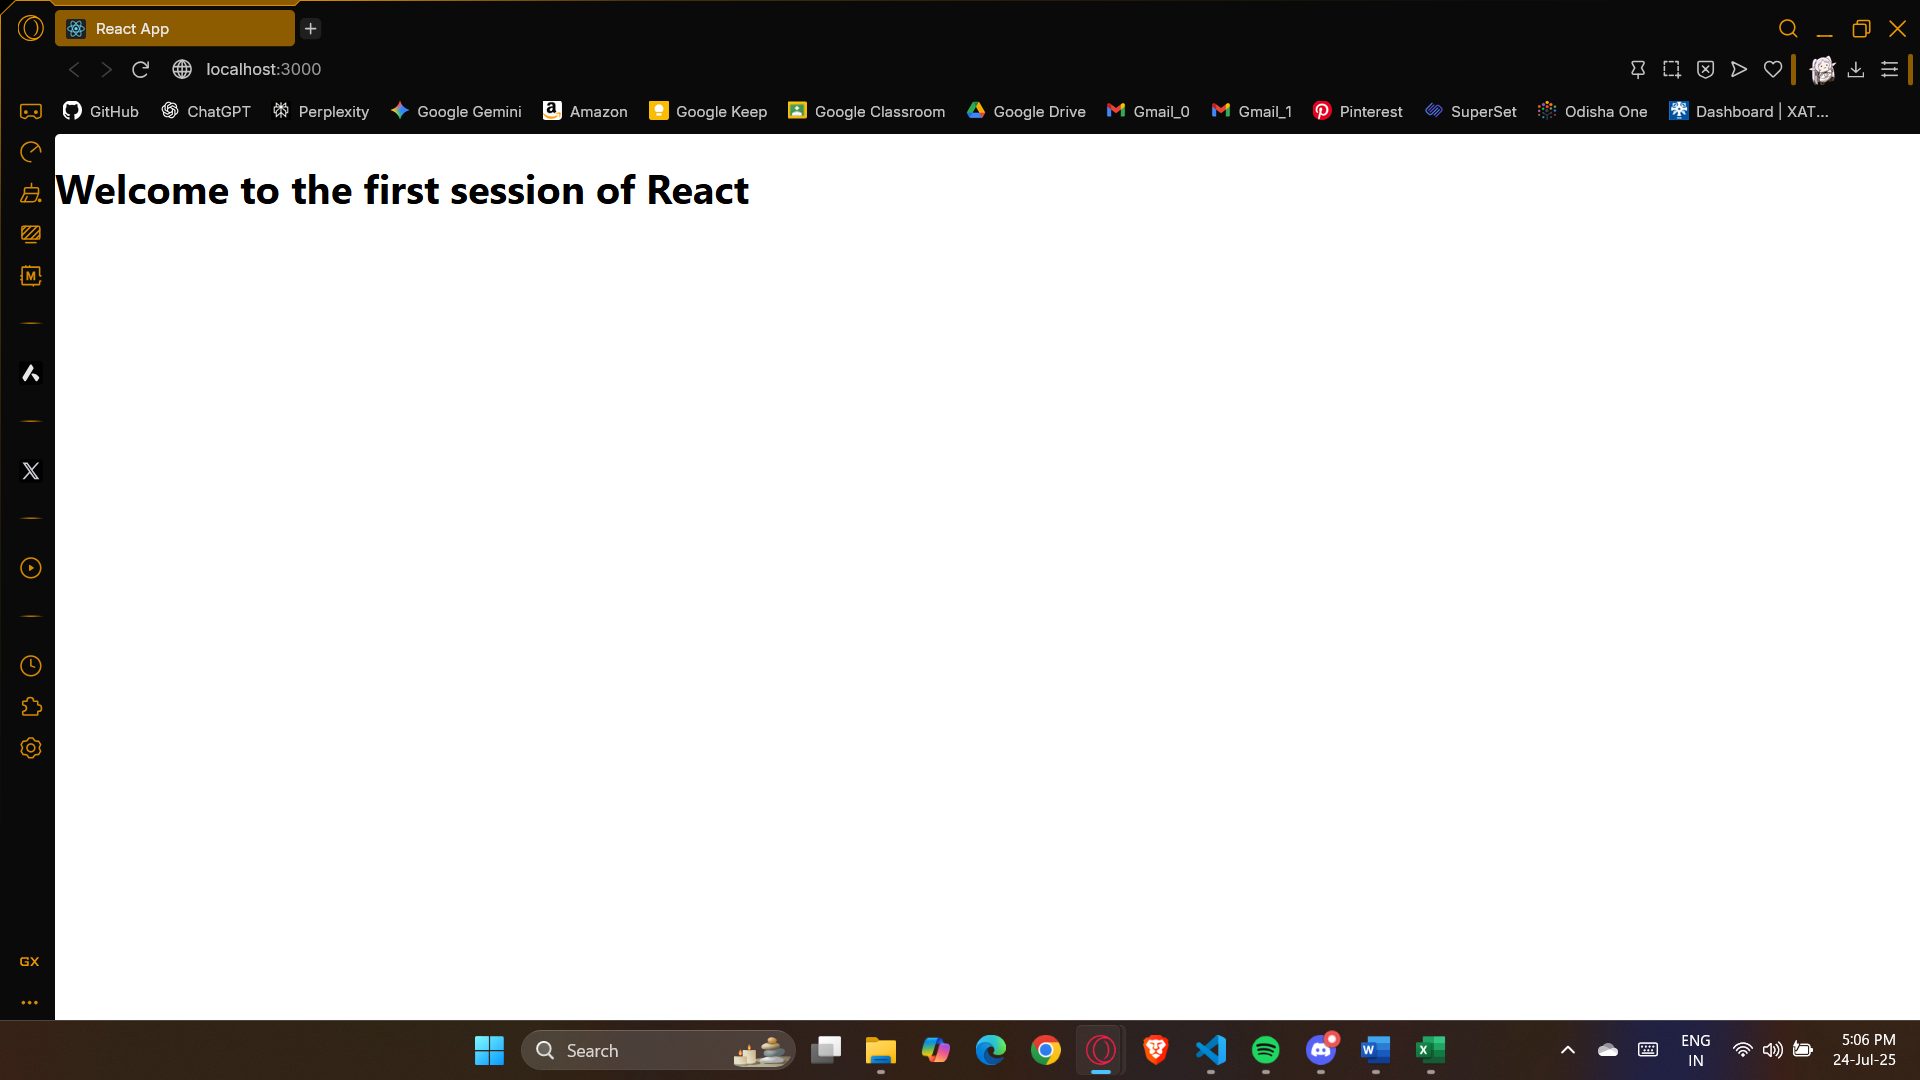 React App
localhost:3000
GitHub ChatGPT Perplexity Google Gemini Amazon Google Keep Google Classroom Google Drive Gmail_0 Gmail_1 Pinterest SuperSet Odisha One Dashboard | XAT...
Welcome to the first session of React
M
GX
Search
ENG
IN
5:06 PM
24-Jul-25